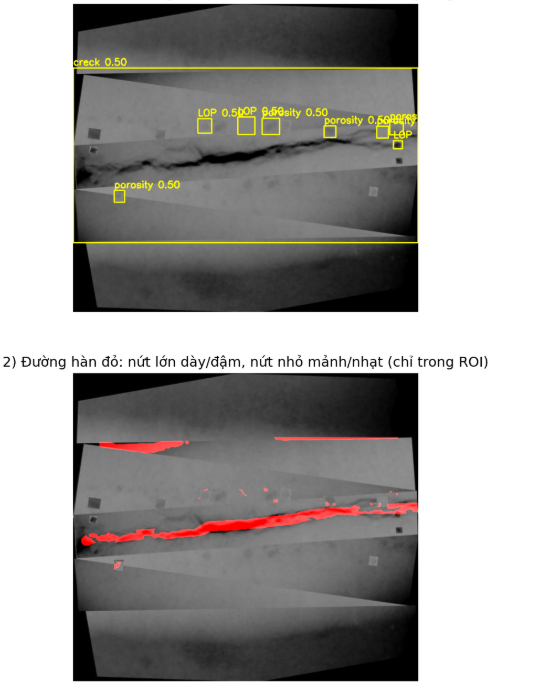 creck 0.50
LOP 0.50
LOP 0.50
porosity 0.50
porosity 0.50
LOP
porosity 0.50
2) Đường hàn đỏ: nứt lớn dày/đậm, nứt nhỏ mảnh/nhạt (chỉ trong ROI)